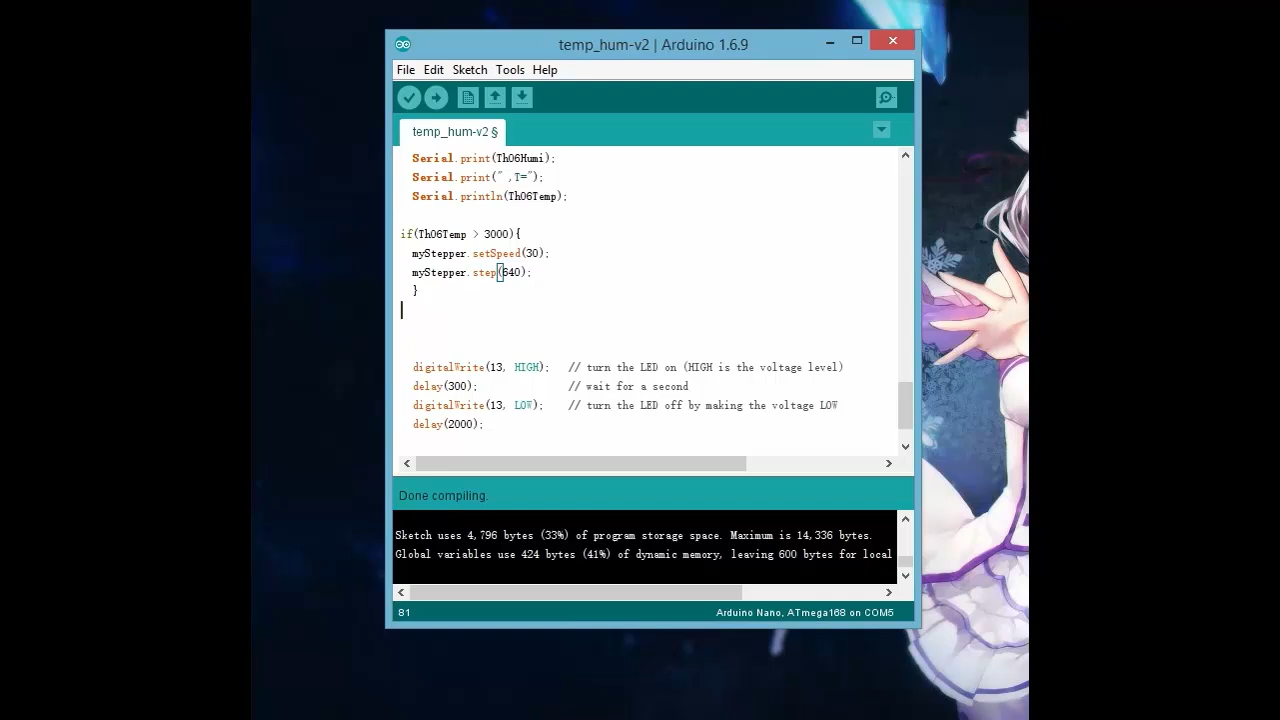 temp_hum-v2 | Arduino 1.6.9
File Edit Sketch Tools Help
temp_hum-v2 §
Serial.print(Th06Humi);
Serial.print(" ,T=");
Serial.println(Th06Temp);
if(Th06Temp > 3000){
myStepper.setSpeed(30);
myStepper.step(640);
}
digitalWrite(13, HIGH); // turn the LED on (HIGH is the voltage level)
delay(300); // wait for a second
digitalWrite(13, LOW); // turn the LED off by making the voltage LOW
delay(2000);
Done compiling.
Sketch uses 4,796 bytes (33%) of program storage space. Maximum is 14,336 bytes.
Global variables use 424 bytes (41%) of dynamic memory, leaving 600 bytes for local
81 Arduino Nano, ATmega168 on COM5